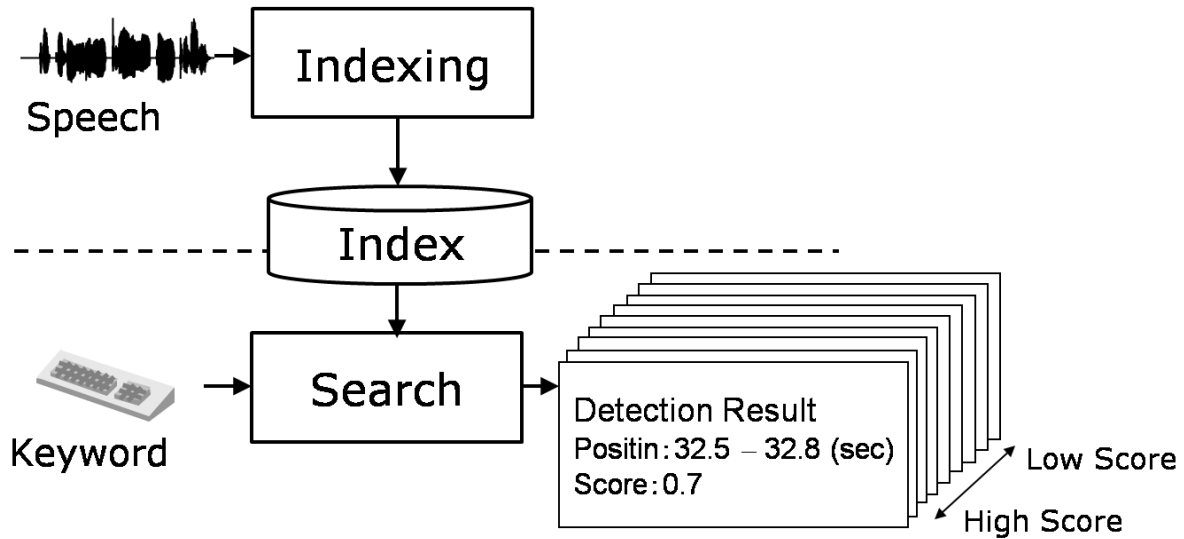 Indexing
Speech
Index
Search
Keyword
Detection Result
Positin:32.5 – 32.8 (sec)
Score:0.7
Low Score
High Score